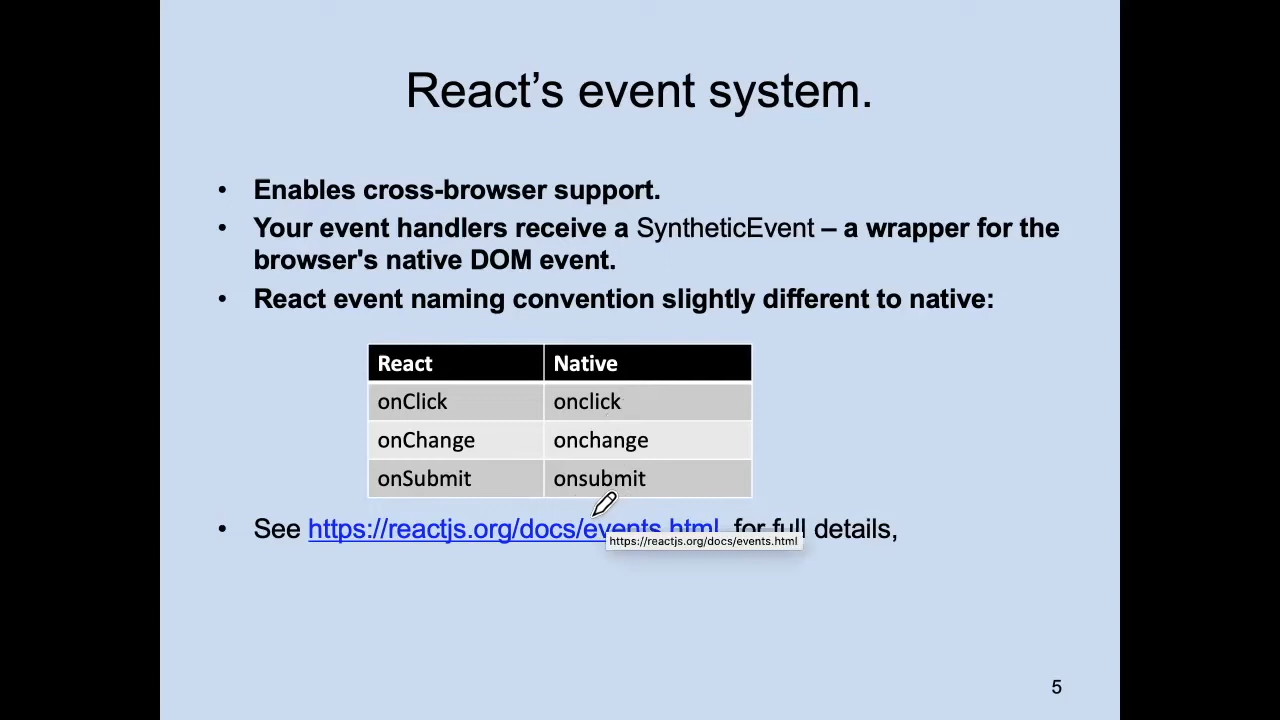 React's event system.
• Enables cross-browser support.
• Your event handlers receive a SyntheticEvent – a wrapper for the
browser's native DOM event.
• React event naming convention slightly different to native:
React Native
onClick onclick
onChange onchange
onSubmit onsubmit
• See https://reactjs.org/docs/events.html for full details,
https://reactjs.org/docs/events.html
5